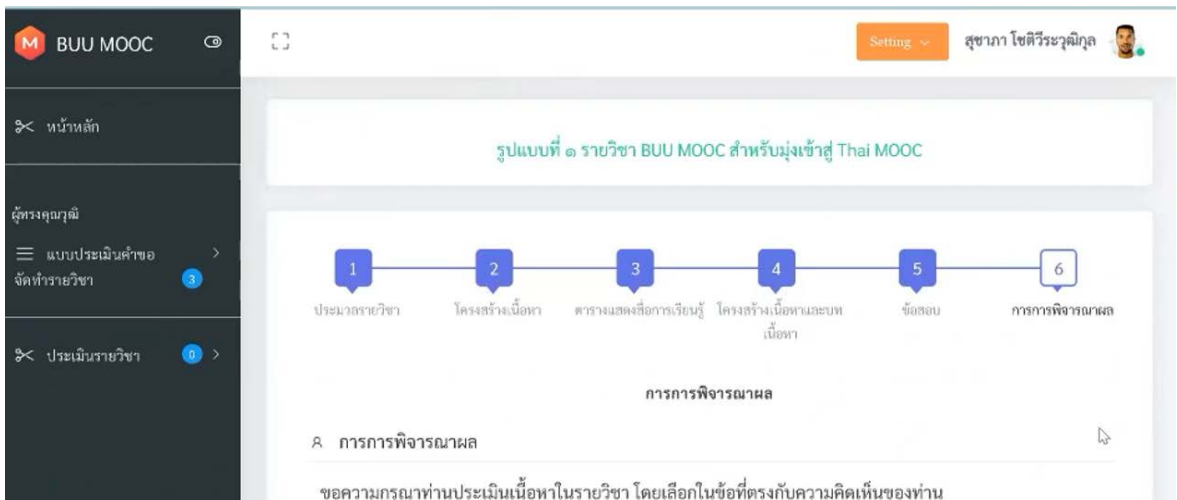 M BUU MOOC
Setting
สุชาภา โชติวีระวุฒิกุล
หน้าหลัก
รูปแบบที่ ๑ รายวิชา BUU MOOC สำหรับมุ่งเข้าสู่ Thai MOOC
ผู้ทรงคุณวุฒิ
แบบประเมินคำขอ
จัดทำรายวิชา 3
ประเมินรายวิชา 0
1 2 3 4 5 6
ประมวลรายวิชา โครงสร้างเนื้อหา ตารางแสดงสื่อการเรียนรู้ โครงสร้างเนื้อหาและบท ข้อสอบ การการพิจารณาผล
เนื้อหา
การการพิจารณาผล
การการพิจารณาผล
ขอความกรุณาท่านประเมินเนื้อหาในรายวิชา โดยเลือกในข้อที่ตรงกับความคิดเห็นของท่าน